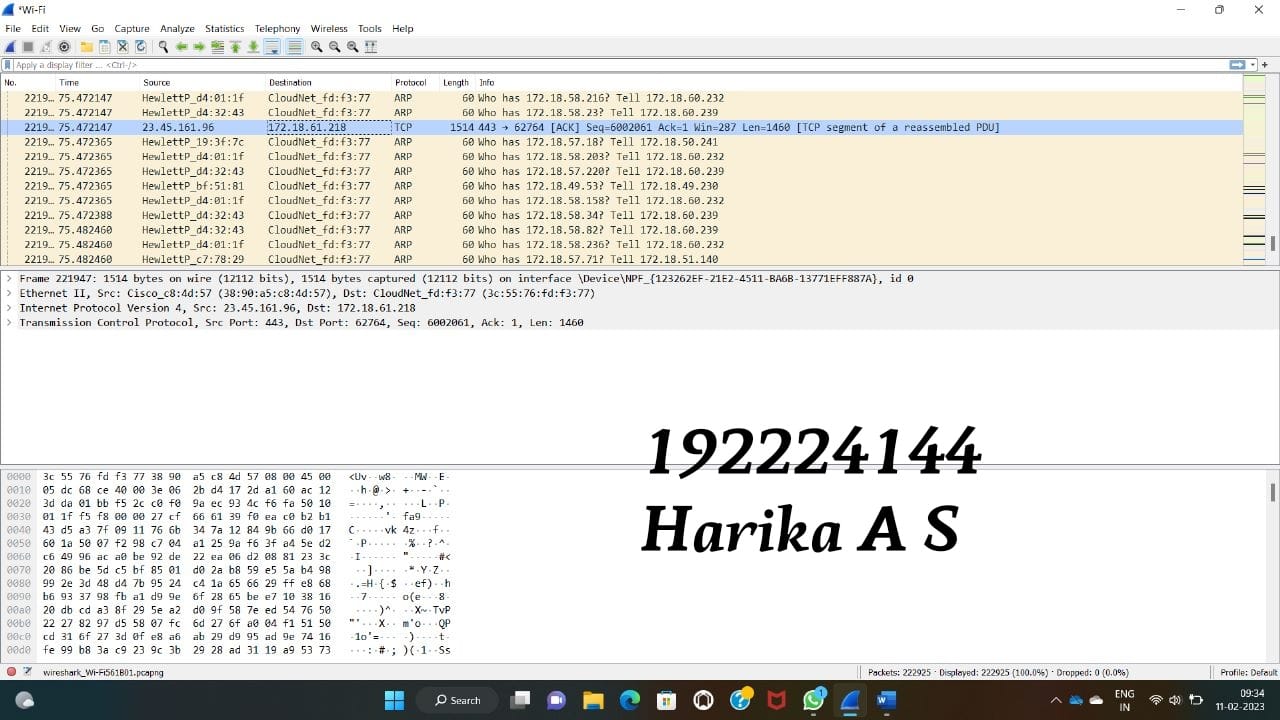 *Wi-Fi
File Edit View Go Capture Analyze Statistics Telephony Wireless Tools Help
Apply a display filter ... <Ctrl-/>
No. Time Source Destination Protocol Length Info
2219… 75.472147 HewlettP_d4:01:1f CloudNet_fd:f3:77 ARP 60 Who has 172.18.58.216? Tell 172.18.60.232
2219… 75.472147 HewlettP_d4:32:43 CloudNet_fd:f3:77 ARP 60 Who has 172.18.58.23? Tell 172.18.60.239
2219… 75.472147 23.45.161.96 172.18.61.218 TCP 1514 443 → 62764 [ACK] Seq=6002061 Ack=1 Win=287 Len=1460 [TCP segment of a reassembled PDU]
2219… 75.472365 HewlettP_19:3f:7c CloudNet_fd:f3:77 ARP 60 Who has 172.18.57.18? Tell 172.18.50.241
2219… 75.472365 HewlettP_d4:01:1f CloudNet_fd:f3:77 ARP 60 Who has 172.18.58.203? Tell 172.18.60.232
2219… 75.472365 HewlettP_d4:32:43 CloudNet_fd:f3:77 ARP 60 Who has 172.18.57.220? Tell 172.18.60.239
2219… 75.472365 HewlettP_bf:51:81 CloudNet_fd:f3:77 ARP 60 Who has 172.18.49.53? Tell 172.18.49.230
2219… 75.472365 HewlettP_d4:01:1f CloudNet_fd:f3:77 ARP 60 Who has 172.18.58.158? Tell 172.18.60.232
2219… 75.472388 HewlettP_d4:32:43 CloudNet_fd:f3:77 ARP 60 Who has 172.18.58.34? Tell 172.18.60.239
2219… 75.482460 HewlettP_d4:32:43 CloudNet_fd:f3:77 ARP 60 Who has 172.18.58.82? Tell 172.18.60.239
2219… 75.482460 HewlettP_d4:01:1f CloudNet_fd:f3:77 ARP 60 Who has 172.18.58.236? Tell 172.18.60.232
2219… 75.482460 HewlettP_c7:78:29 CloudNet_fd:f3:77 ARP 60 Who has 172.18.57.71? Tell 172.18.51.140
Frame 221947: 1514 bytes on wire (12112 bits), 1514 bytes captured (12112 bits) on interface \Device\NPF_{123262EF-21E2-4511-BA6B-13771EFF887A}, id 0
Ethernet II, Src: Cisco_c8:4d:57 (38:90:a5:c8:4d:57), Dst: CloudNet_fd:f3:77 (3c:55:76:fd:f3:77)
Internet Protocol Version 4, Src: 23.45.161.96, Dst: 172.18.61.218
Transmission Control Protocol, Src Port: 443, Dst Port: 62764, Seq: 6002061, Ack: 1, Len: 1460
192224144
Harika A S
0000 3c 55 76 fd f3 77 38 90 a5 c8 4d 57 08 00 45 00 <Uv··w8· ··MW··E·
0010 05 dc 68 ce 40 00 3e 06 2b d4 17 2d a1 60 ac 12 ··h·@·>· +··-·`··
0020 3d da 01 bb f5 2c c0 f0 9a ec 93 4c f6 fa 50 10 =····,·· ···L··P·
0030 01 1f f5 f8 00 00 27 cf 66 61 39 f0 ea c0 b2 b1 ······'· fa9·····
0040 43 d5 a3 7f 09 11 76 6b 34 7a 12 84 9b 66 d0 17 C·····vk 4z···f··
0050 60 1a 50 07 f2 98 c7 04 a1 25 9a f6 3f a4 5e d2 `·P····· ·%··?·^·
0060 c6 49 96 ac a0 be 92 de 22 ea 06 d2 08 81 23 3c ·I······ "·····#<
0070 20 86 be 5d c5 bf 85 01 d0 2a b8 59 e5 5a b4 98 ···]···· ·*·Y·Z··
0080 99 2e 3d 48 d4 7b 95 24 c4 1a 65 66 29 ff e8 68 ·.=H·{·$ ··ef)··h
0090 b6 93 37 98 fb a1 d9 9e 6f 28 65 be e7 10 38 16 ··7····· o(e···8·
00a0 20 db cd a3 8f 29 5e a2 d0 9f 58 7e ed 54 76 50 ····)^· ··X~·TvP
00b0 22 27 82 97 d5 58 07 fc 6d 27 6f a0 04 f1 51 50 "'···X·· m'o···QP
00c0 cd 31 6f 27 3d 0f e8 a6 ab 29 d9 95 ad 9e 74 16 ·1o'=··· ·)····t·
00d0 fe 99 b8 3a c9 23 9c 3b 29 28 ad 31 19 a9 53 73 ···:·#·; )(·1··Ss
wireshark_Wi-Fi561B01.pcapng Packets: 222925 · Displayed: 222925 (100.0%) · Dropped: 0 (0.0%) Profile: Default
Search 1 ENG IN 09:34 11-02-2023